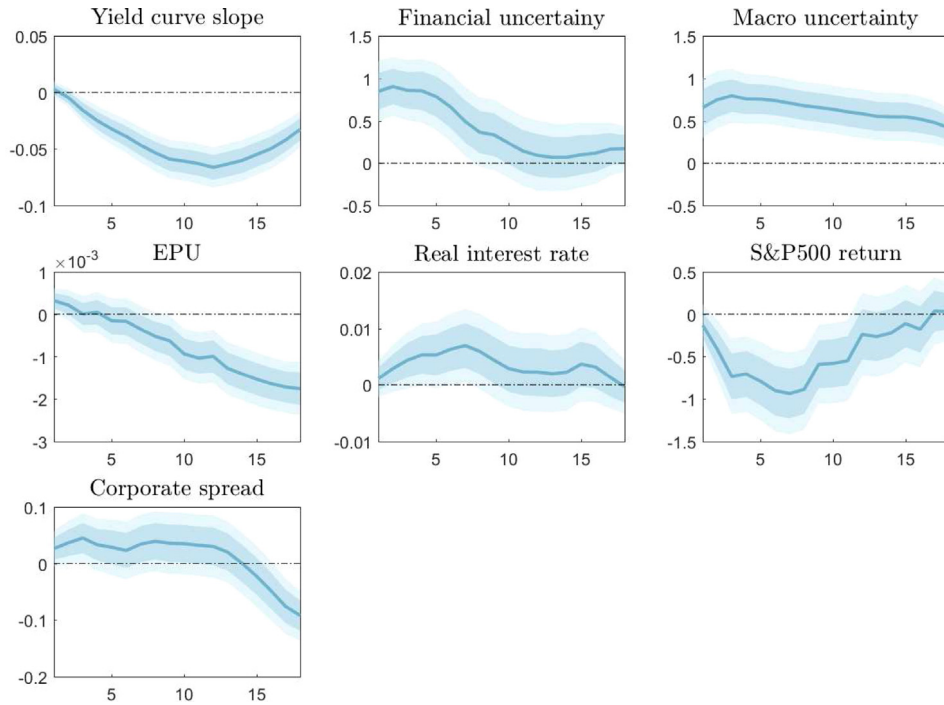 Yield curve slope
Financial uncertainy
Macro uncertainty
0.05
0
-0.05
-0.1
5 10 15
1.5
1
0.5
0
-0.5
5 10 15
1.5
1
0.5
0
-0.5
5 10 15
EPU
Real interest rate
S&P500 return
×10⁻³
1
0
-1
-2
-3
5 10 15
0.02
0.01
0
-0.01
5 10 15
0.5
0
-0.5
-1
-1.5
5 10 15
Corporate spread
0.1
0
-0.1
-0.2
5 10 15